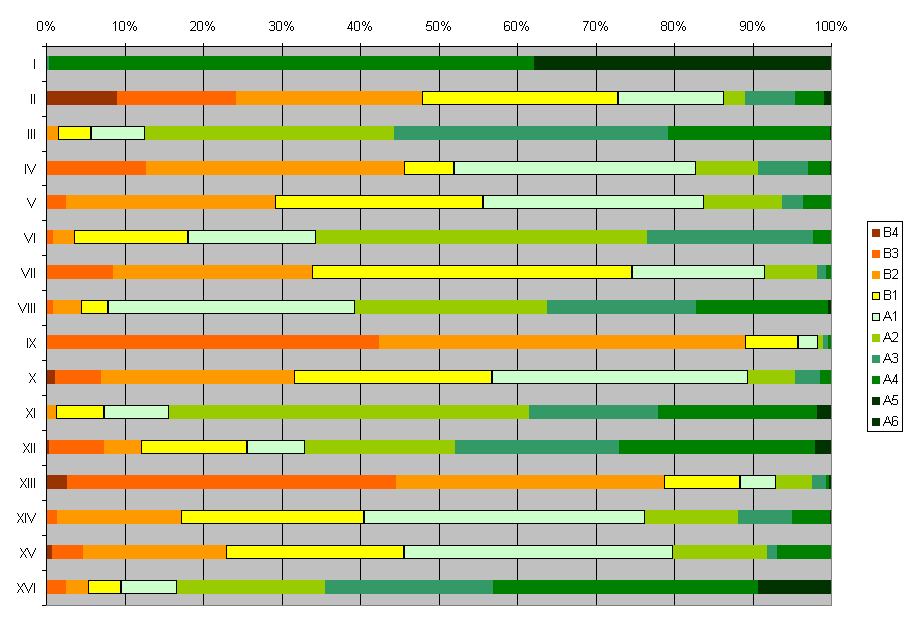 0% 10% 20% 30% 40% 50% 60% 70% 80% 90% 100%
I
II
III
IV
V
VI
VII
VIII
IX
X
XI
XII
XIII
XIV
XV
XVI
B4
B3
B2
B1
A1
A2
A3
A4
A5
A6